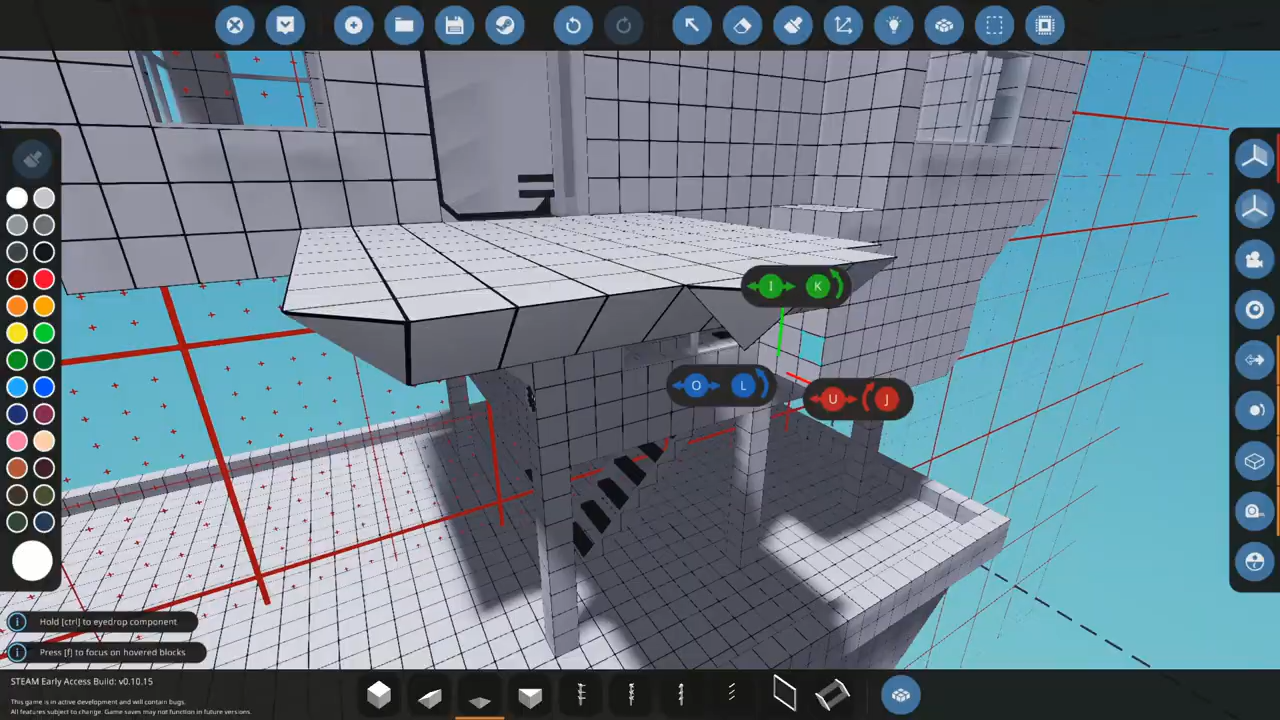 I K
O L
U J
Hold [ctrl] to eyedrop component
Press [f] to focus on hovered blocks
STEAM Early Access Build: v0.10.15
This game is in active development and will contain bugs.
All features subject to change. Game saves may not function in future versions.